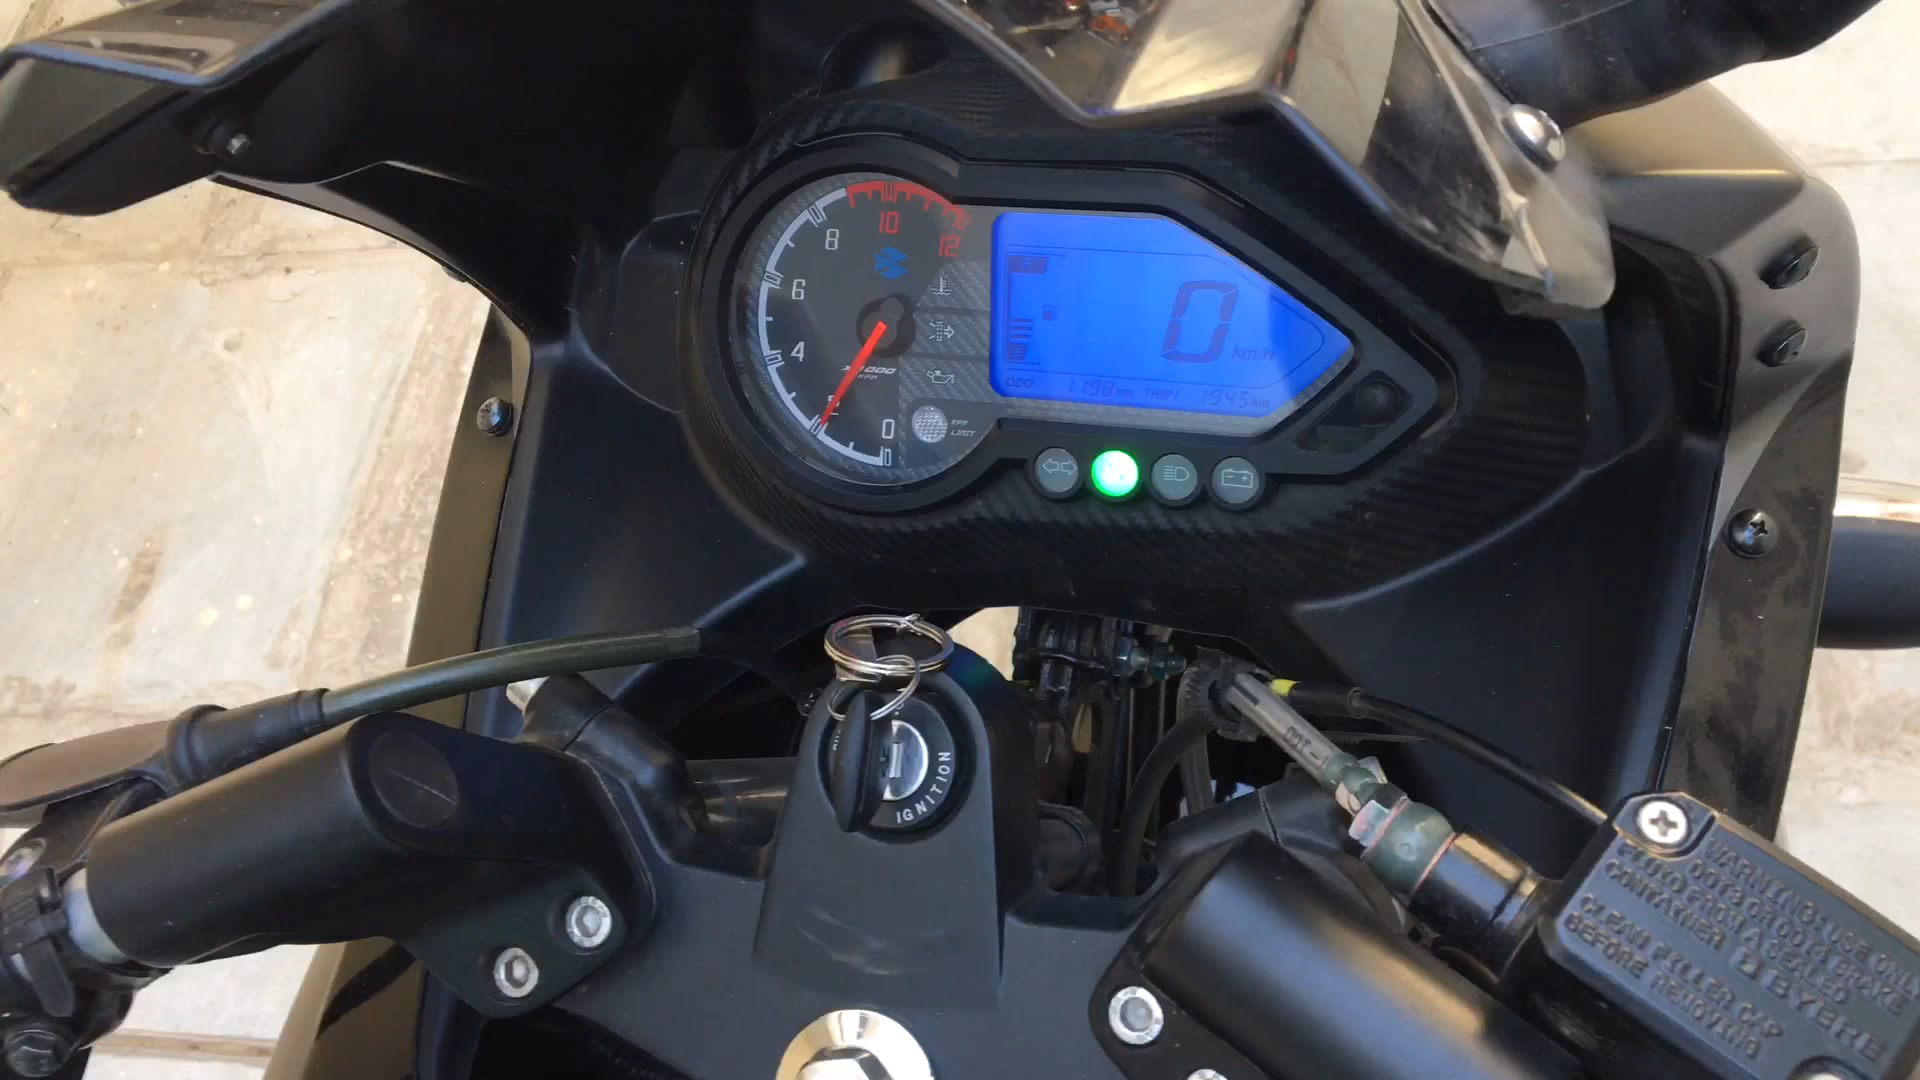 10
12
8
6
4
2
0
X1000
RPM
RPM
LIMIT
0
km/h
ODO 1198 km TRIP1 1945 km
IGNITION
WARNING: USE ONLY
DOT3 OR DOT4 BRAKE
FLUID FROM A SEALED
CONTAINER BYBRE
CLEAN FILLER CAP
BEFORE REMOVING